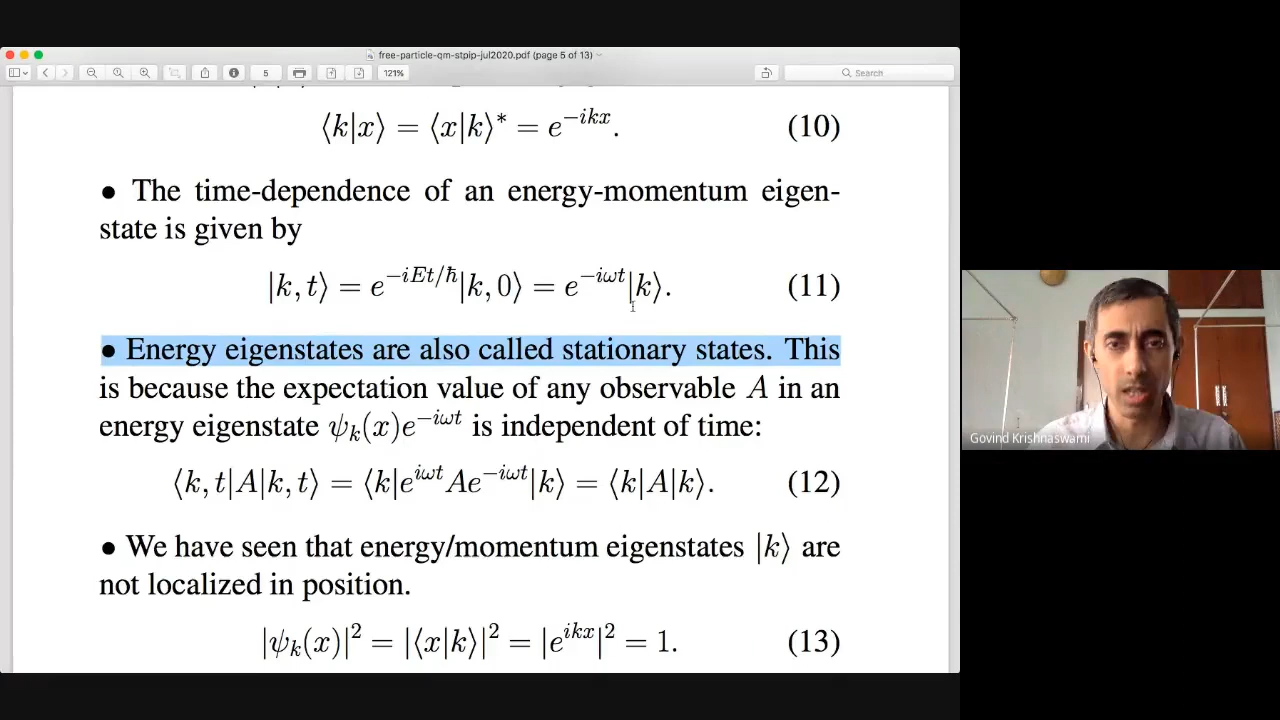 free-particle-qm-stpip-jul2020.pdf (page 5 of 13)
5
121%
Search
⟨k|x⟩ = ⟨x|k⟩* = e^{−ikx}. (10)
● The time-dependence of an energy-momentum eigen-
state is given by
|k, t⟩ = e^{−iEt/ħ}|k, 0⟩ = e^{−iωt}|k⟩. (11)
● Energy eigenstates are also called stationary states. This
is because the expectation value of any observable A in an
energy eigenstate ψ_k(x)e^{−iωt} is independent of time:
⟨k, t|A|k, t⟩ = ⟨k|e^{iωt}Ae^{−iωt}|k⟩ = ⟨k|A|k⟩. (12)
● We have seen that energy/momentum eigenstates |k⟩ are
not localized in position.
|ψ_k(x)|² = |⟨x|k⟩|² = |e^{ikx}|² = 1. (13)
Govind Krishnaswami